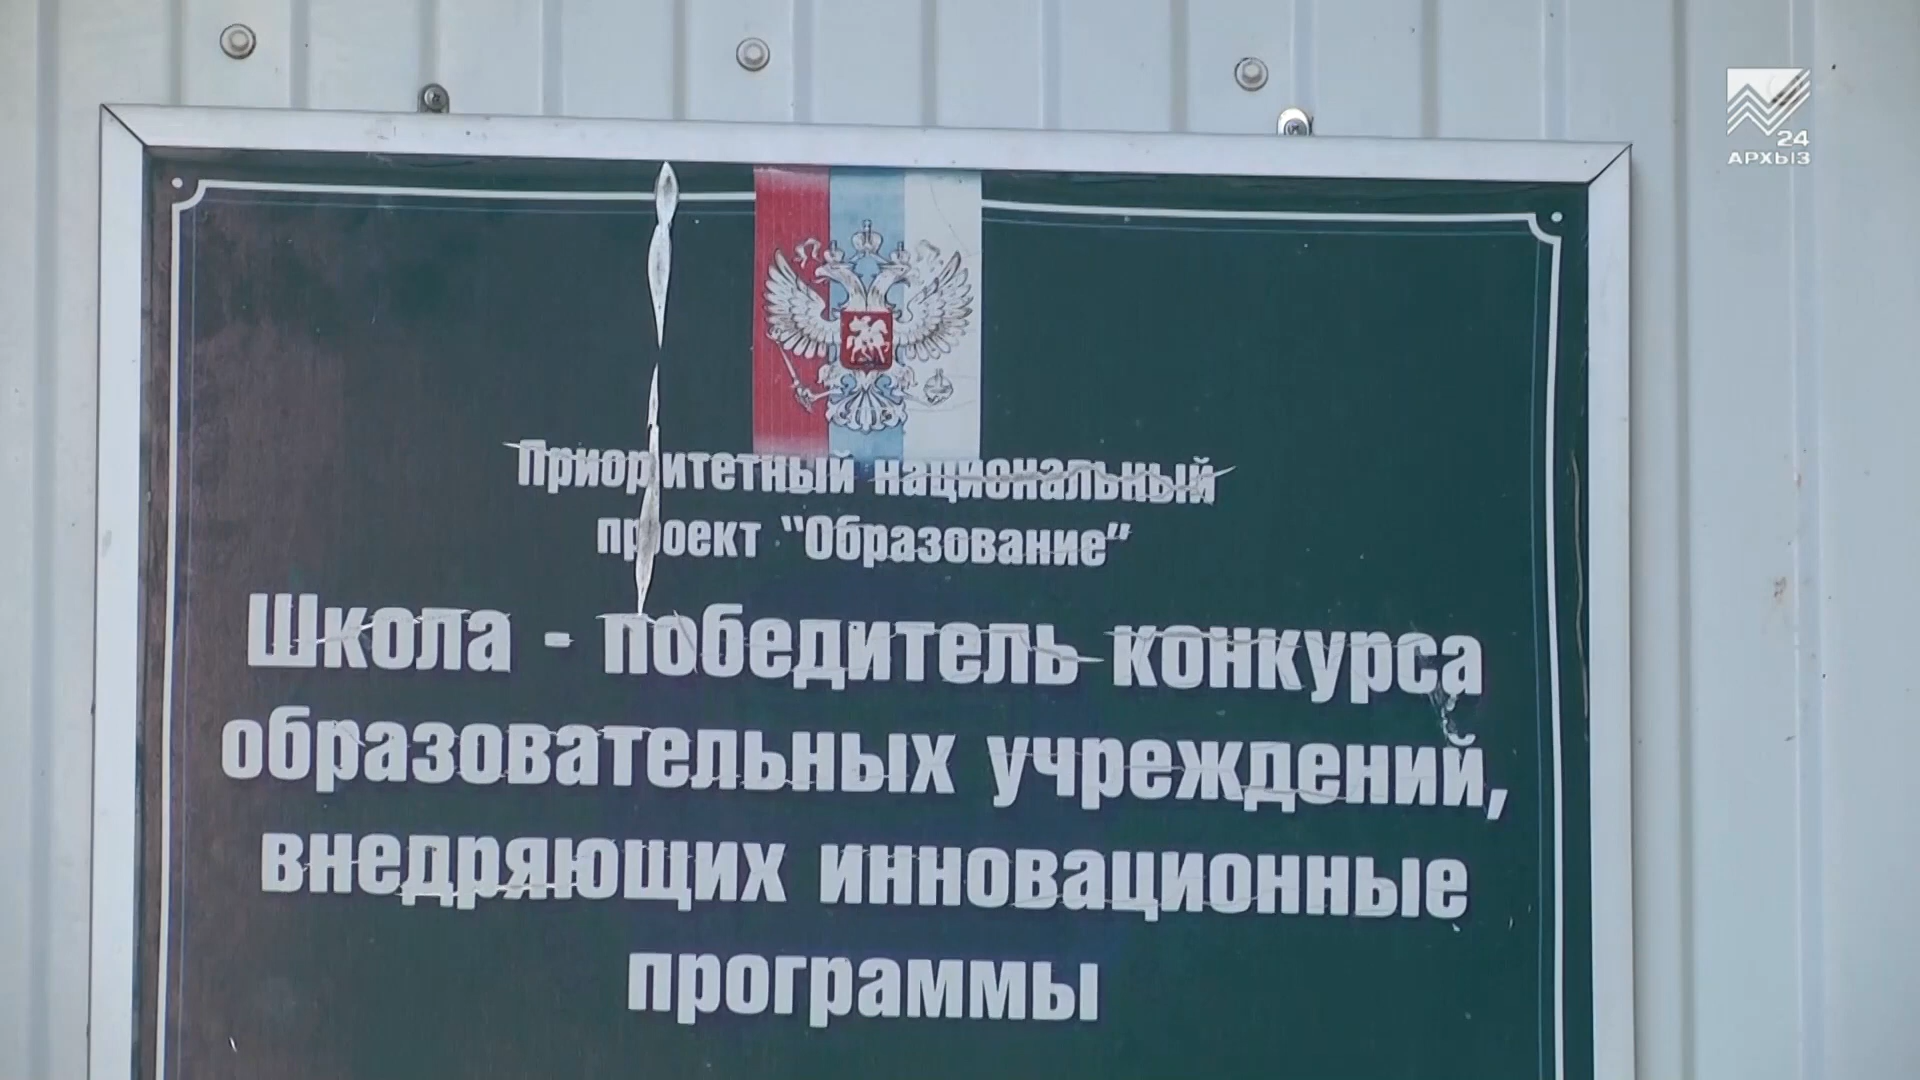 24
АРХЫЗ
Приоритетный национальный
проект "Образование"
Школа - победитель конкурса
образовательных учреждений,
внедряющих инновационные
программы